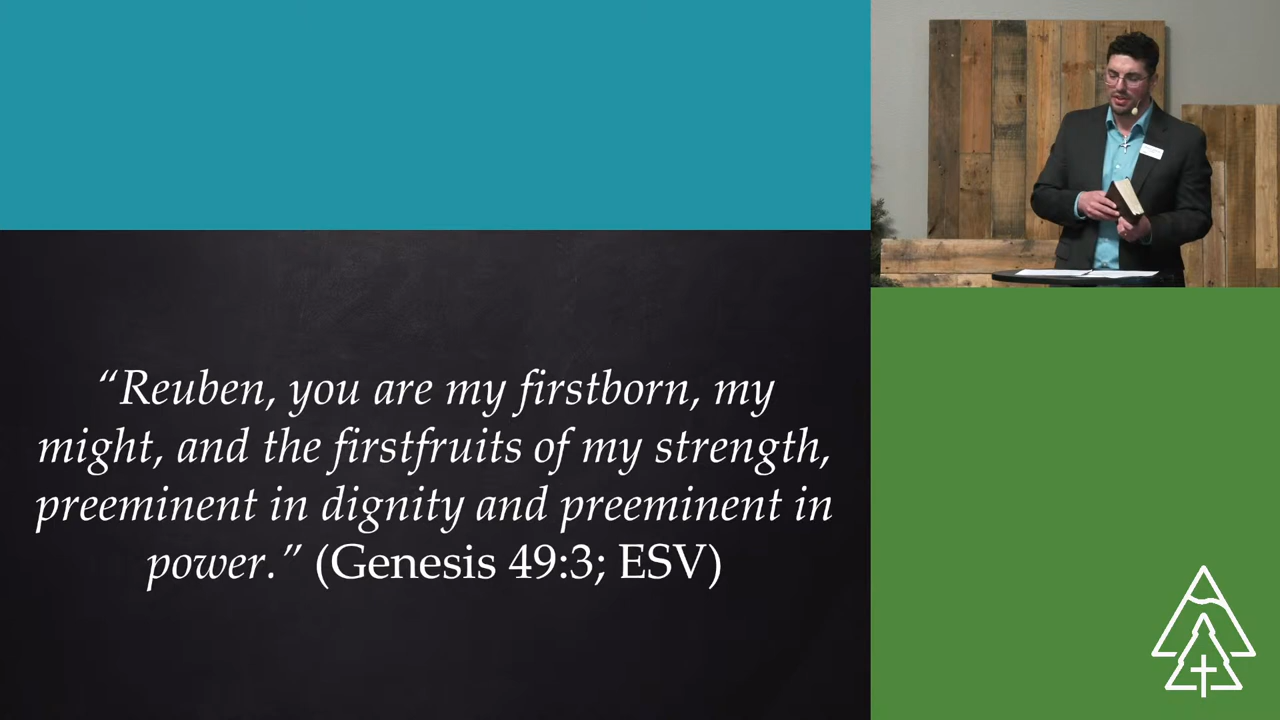 “Reuben, you are my firstborn, my
might, and the firstfruits of my strength,
preeminent in dignity and preeminent in
power.” (Genesis 49:3; ESV)